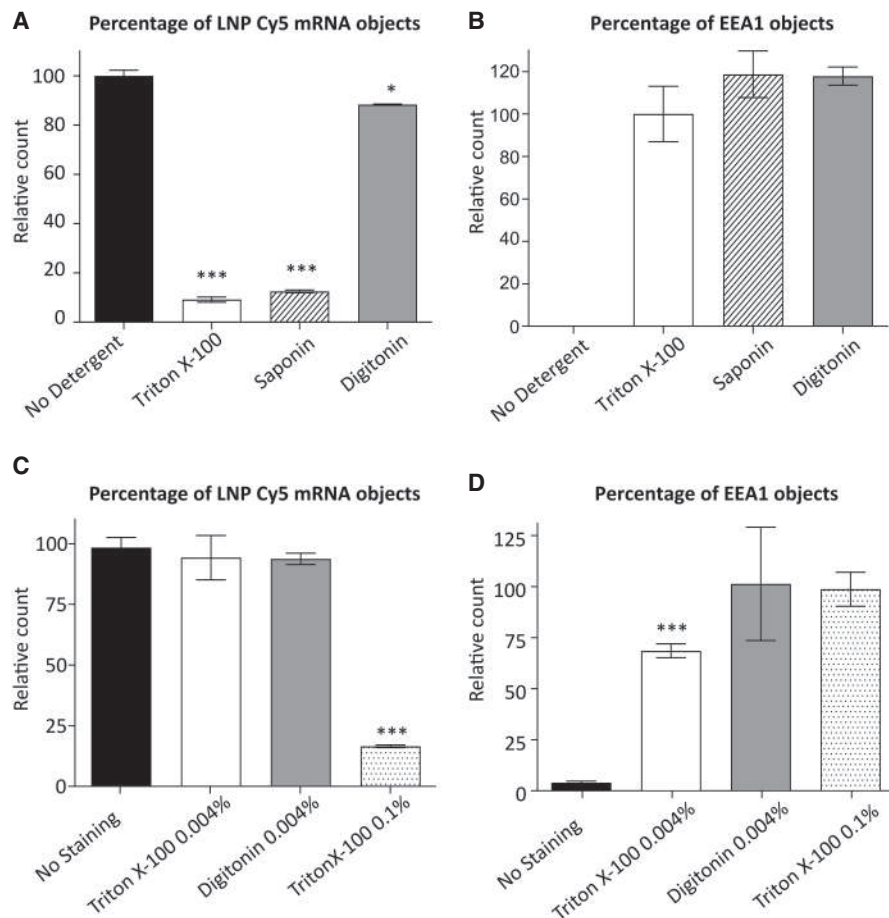 A
Percentage of LNP Cy5 mRNA objects
Relative count
100
80
60
40
20
0
***
***
*
No Detergent
Triton X-100
Saponin
Digitonin
B
Percentage of EEA1 objects
Relative count
120
100
80
60
40
20
0
No Detergent
Triton X-100
Saponin
Digitonin
C
Percentage of LNP Cy5 mRNA objects
Relative count
100
75
50
25
0
***
No Staining
Triton X-100 0.004%
Digitonin 0.004%
TritonX-100 0.1%
D
Percentage of EEA1 objects
Relative count
125
100
75
50
25
0
***
No Staining
Triton X-100 0.004%
Digitonin 0.004%
Triton X-100 0.1%